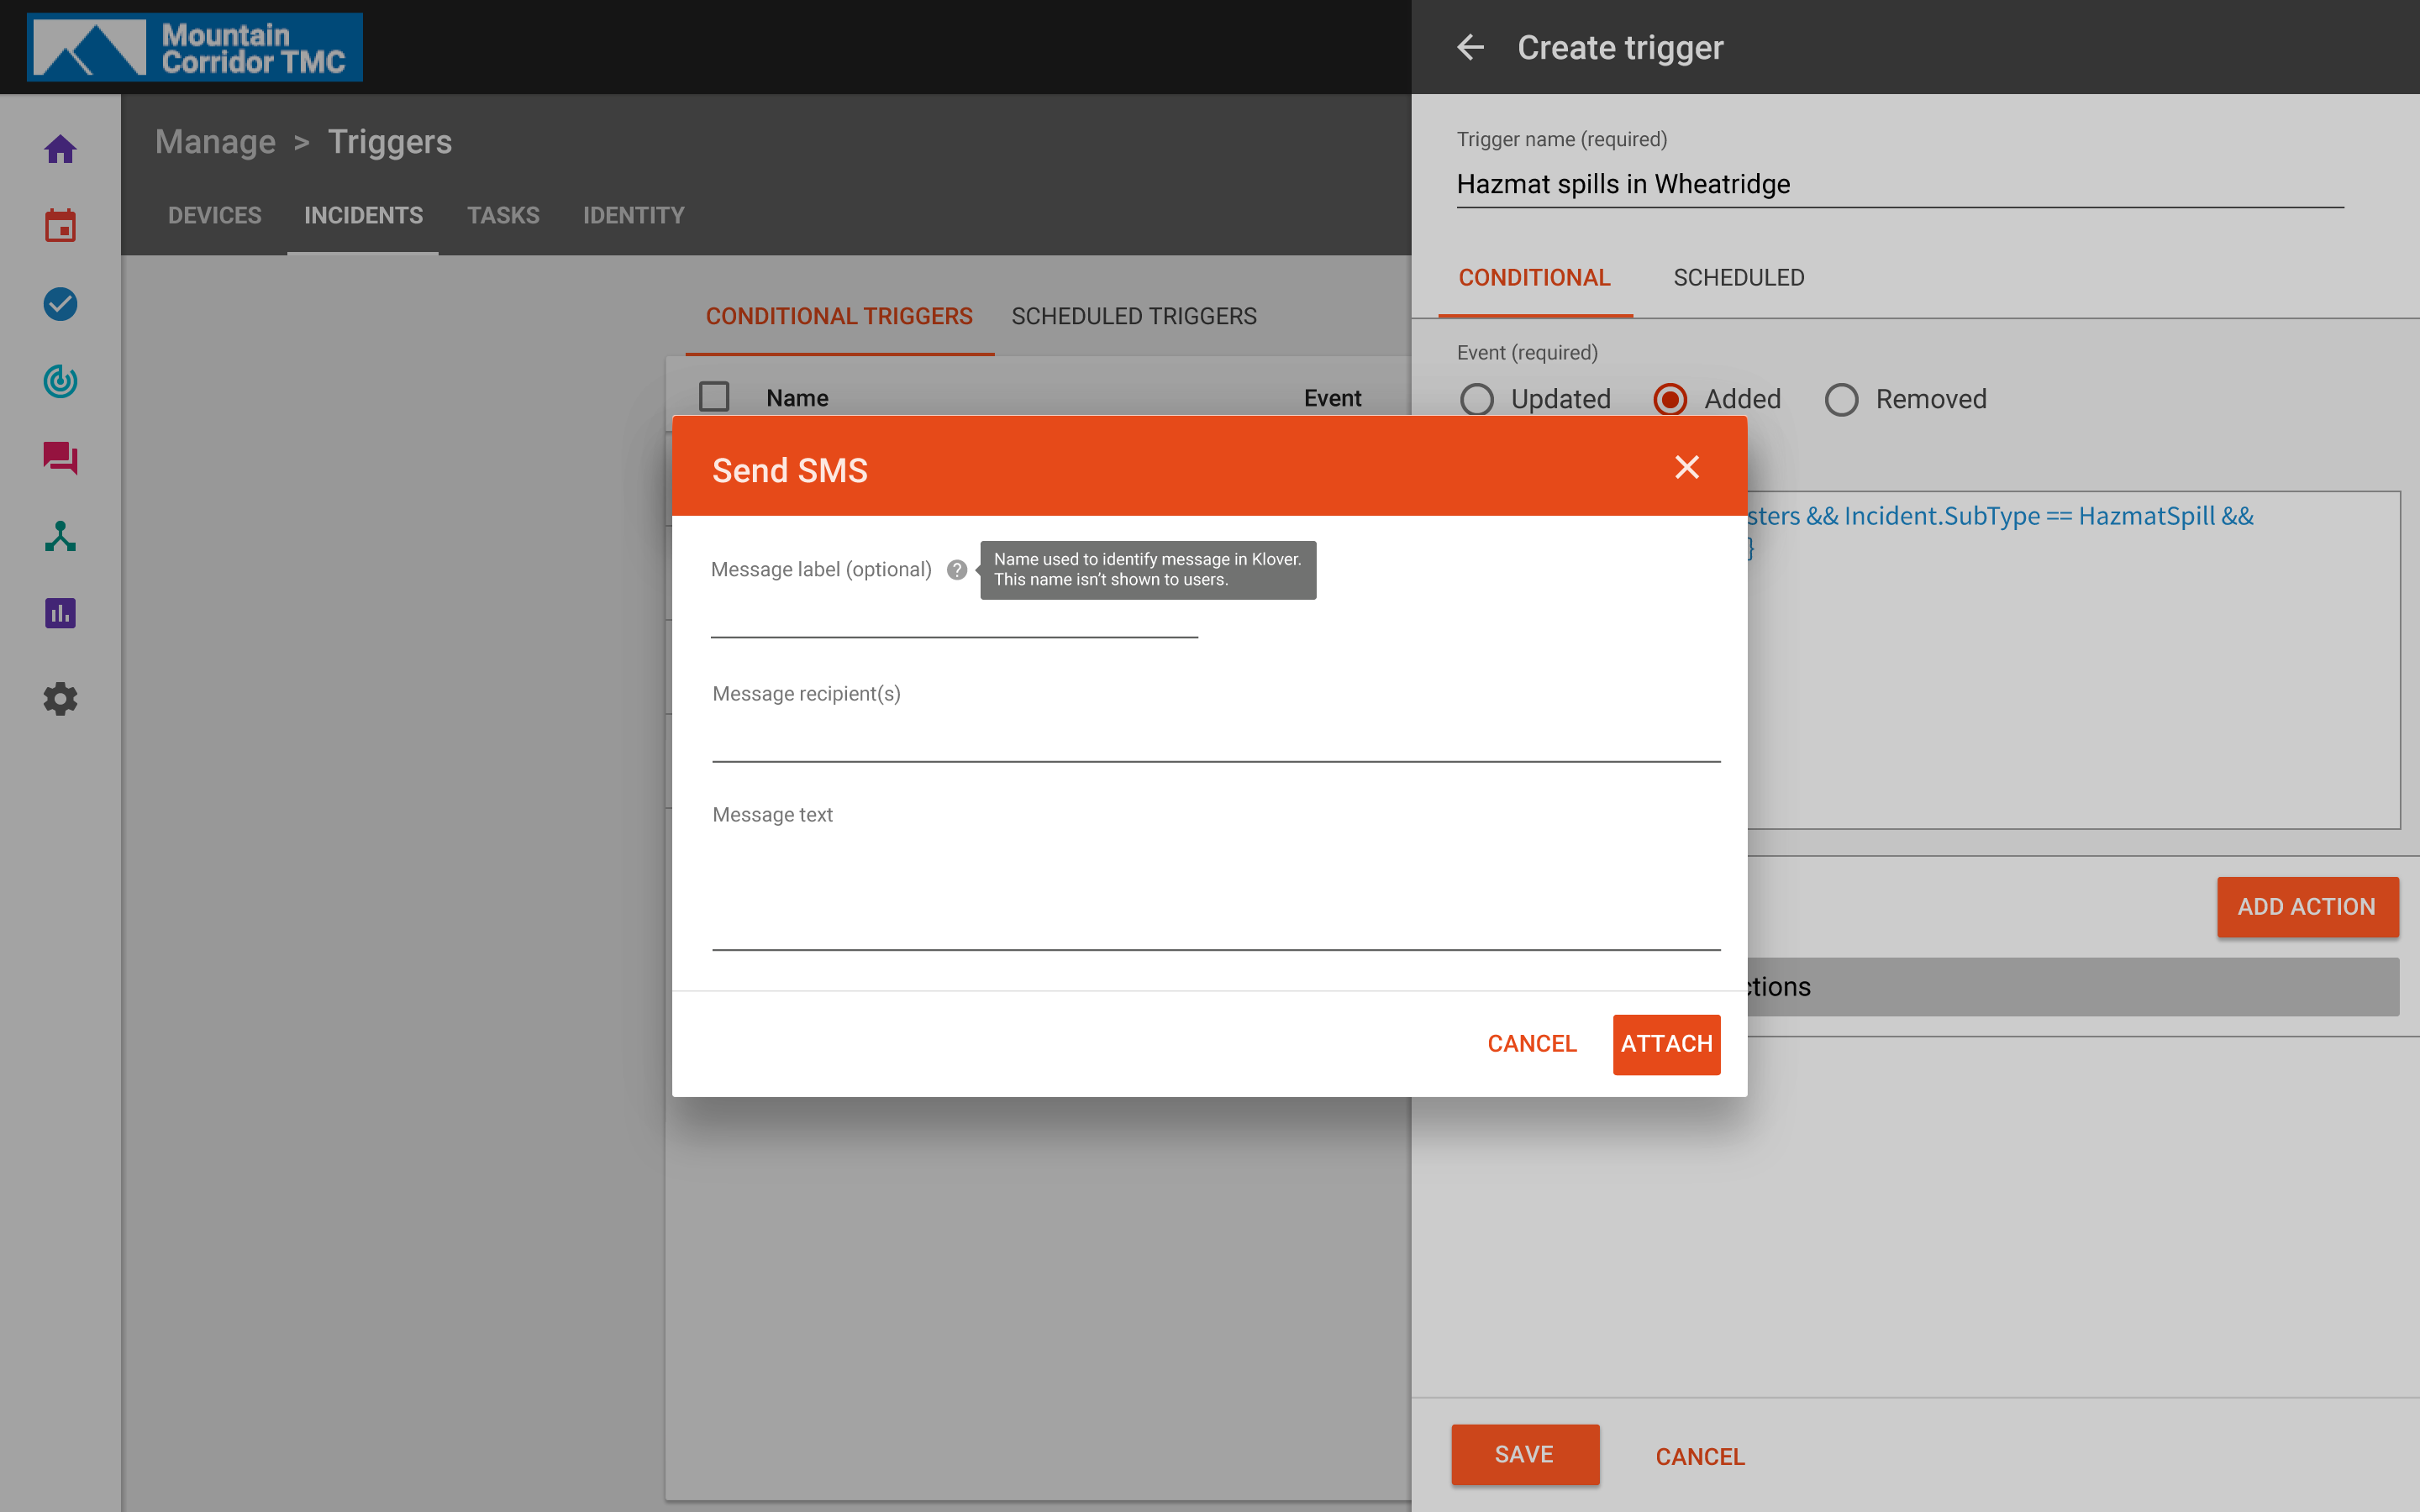 Mountain
Corridor TMC
Create trigger
Manage > Triggers
DEVICES INCIDENTS TASKS IDENTITY
Trigger name (required)
Hazmat spills in Wheatridge
CONDITIONAL SCHEDULED
CONDITIONAL TRIGGERS SCHEDULED TRIGGERS
Event (required)
Updated Added Removed
Name Event
Send SMS
&& Incident.SubType == HazmatSpill &&
}
Message label (optional) ?
Name used to identify message in Klover.
This name isn't shown to users.
Message recipient(s)
Message text
ADD ACTION
CANCEL ATTACH
SAVE CANCEL